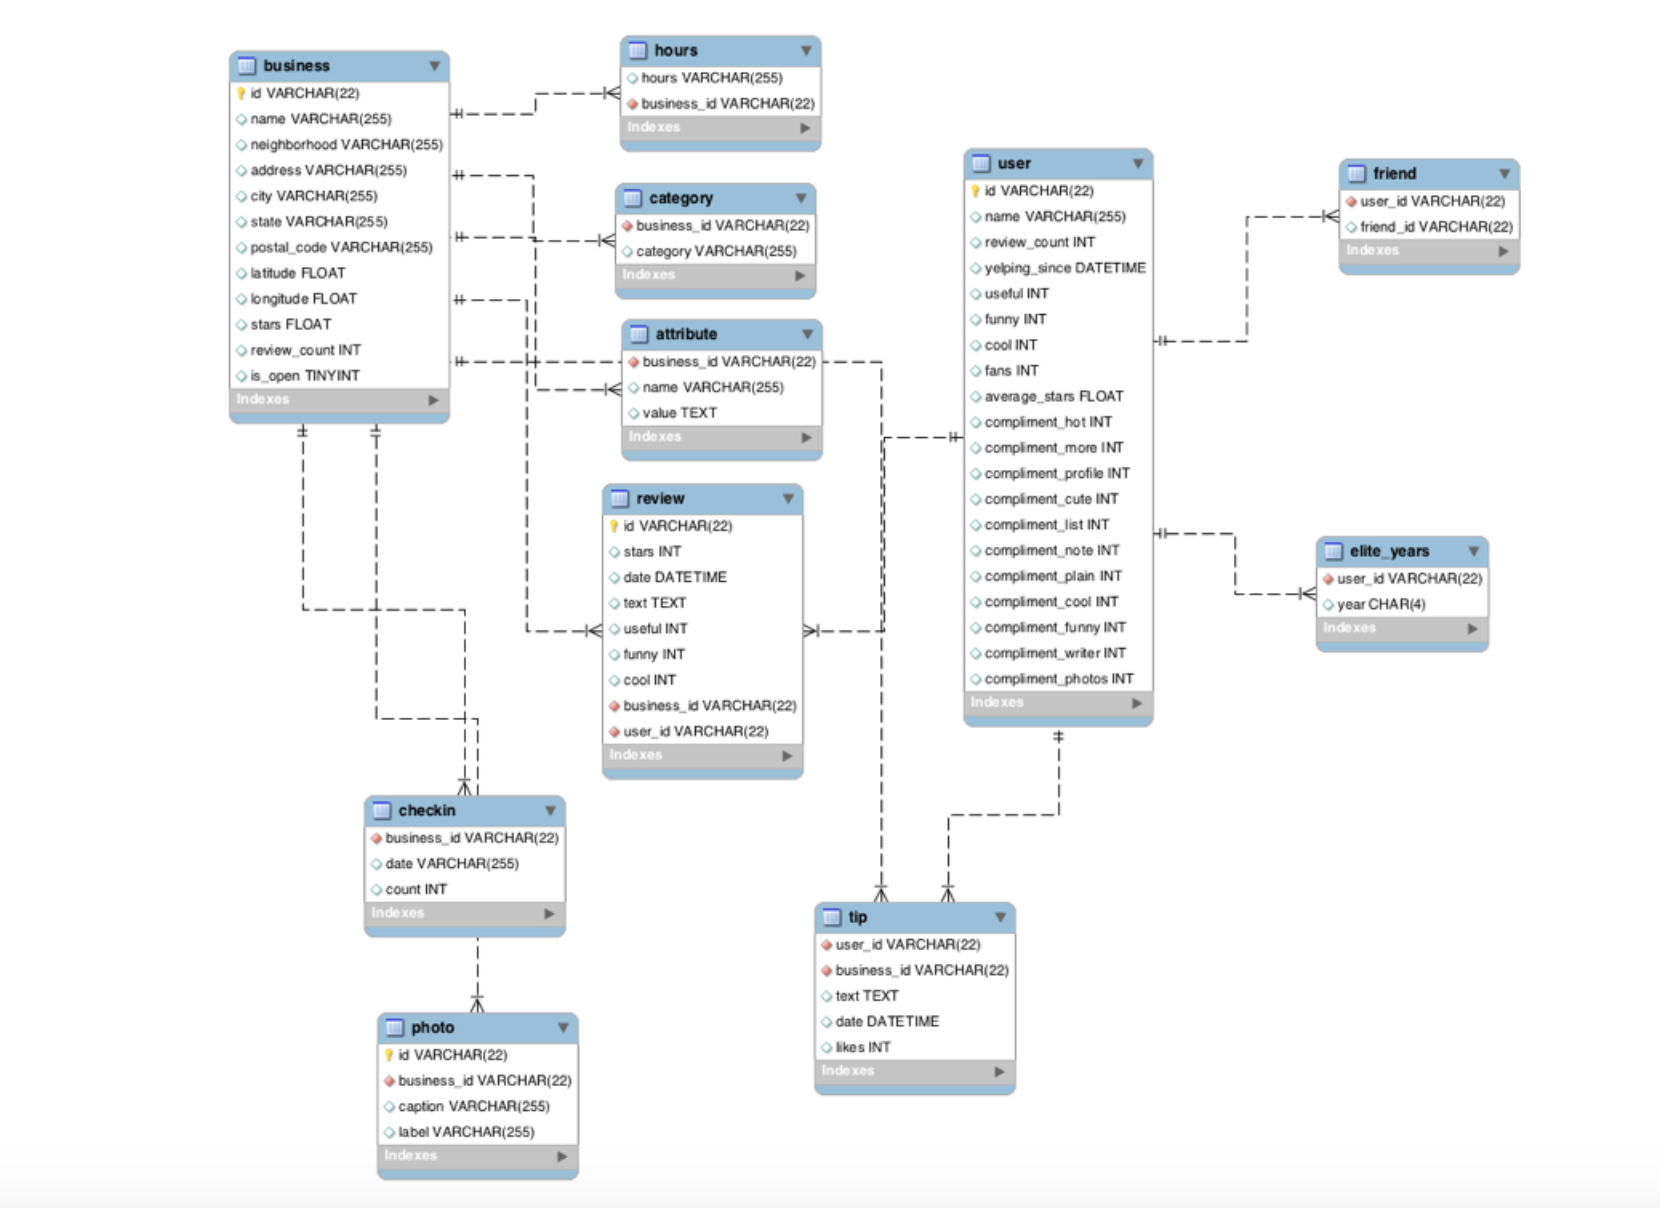 business
id VARCHAR(22)
name VARCHAR(255)
neighborhood VARCHAR(255)
address VARCHAR(255)
city VARCHAR(255)
state VARCHAR(255)
postal_code VARCHAR(255)
latitude FLOAT
longitude FLOAT
stars FLOAT
review_count INT
is_open TINYINT
Indexes
hours
hours VARCHAR(255)
business_id VARCHAR(22)
Indexes
category
business_id VARCHAR(22)
category VARCHAR(255)
Indexes
attribute
business_id VARCHAR(22)
name VARCHAR(255)
value TEXT
Indexes
review
id VARCHAR(22)
stars INT
date DATETIME
text TEXT
useful INT
funny INT
cool INT
business_id VARCHAR(22)
user_id VARCHAR(22)
Indexes
user
id VARCHAR(22)
name VARCHAR(255)
review_count INT
yelping_since DATETIME
useful INT
funny INT
cool INT
fans INT
average_stars FLOAT
compliment_hot INT
compliment_more INT
compliment_profile INT
compliment_cute INT
compliment_list INT
compliment_note INT
compliment_plain INT
compliment_cool INT
compliment_funny INT
compliment_writer INT
compliment_photos INT
Indexes
friend
user_id VARCHAR(22)
friend_id VARCHAR(22)
Indexes
elite_years
user_id VARCHAR(22)
year CHAR(4)
Indexes
checkin
business_id VARCHAR(22)
date VARCHAR(255)
count INT
Indexes
tip
user_id VARCHAR(22)
business_id VARCHAR(22)
text TEXT
date DATETIME
likes INT
Indexes
photo
id VARCHAR(22)
business_id VARCHAR(22)
caption VARCHAR(255)
label VARCHAR(255)
Indexes